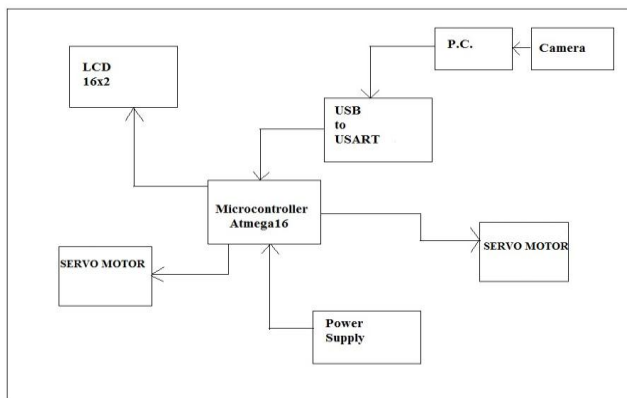 P.C.
Camera
LCD
16x2
USB
to
USART
Microcontroller
Atmega16
SERVO MOTOR
SERVO MOTOR
Power
Supply